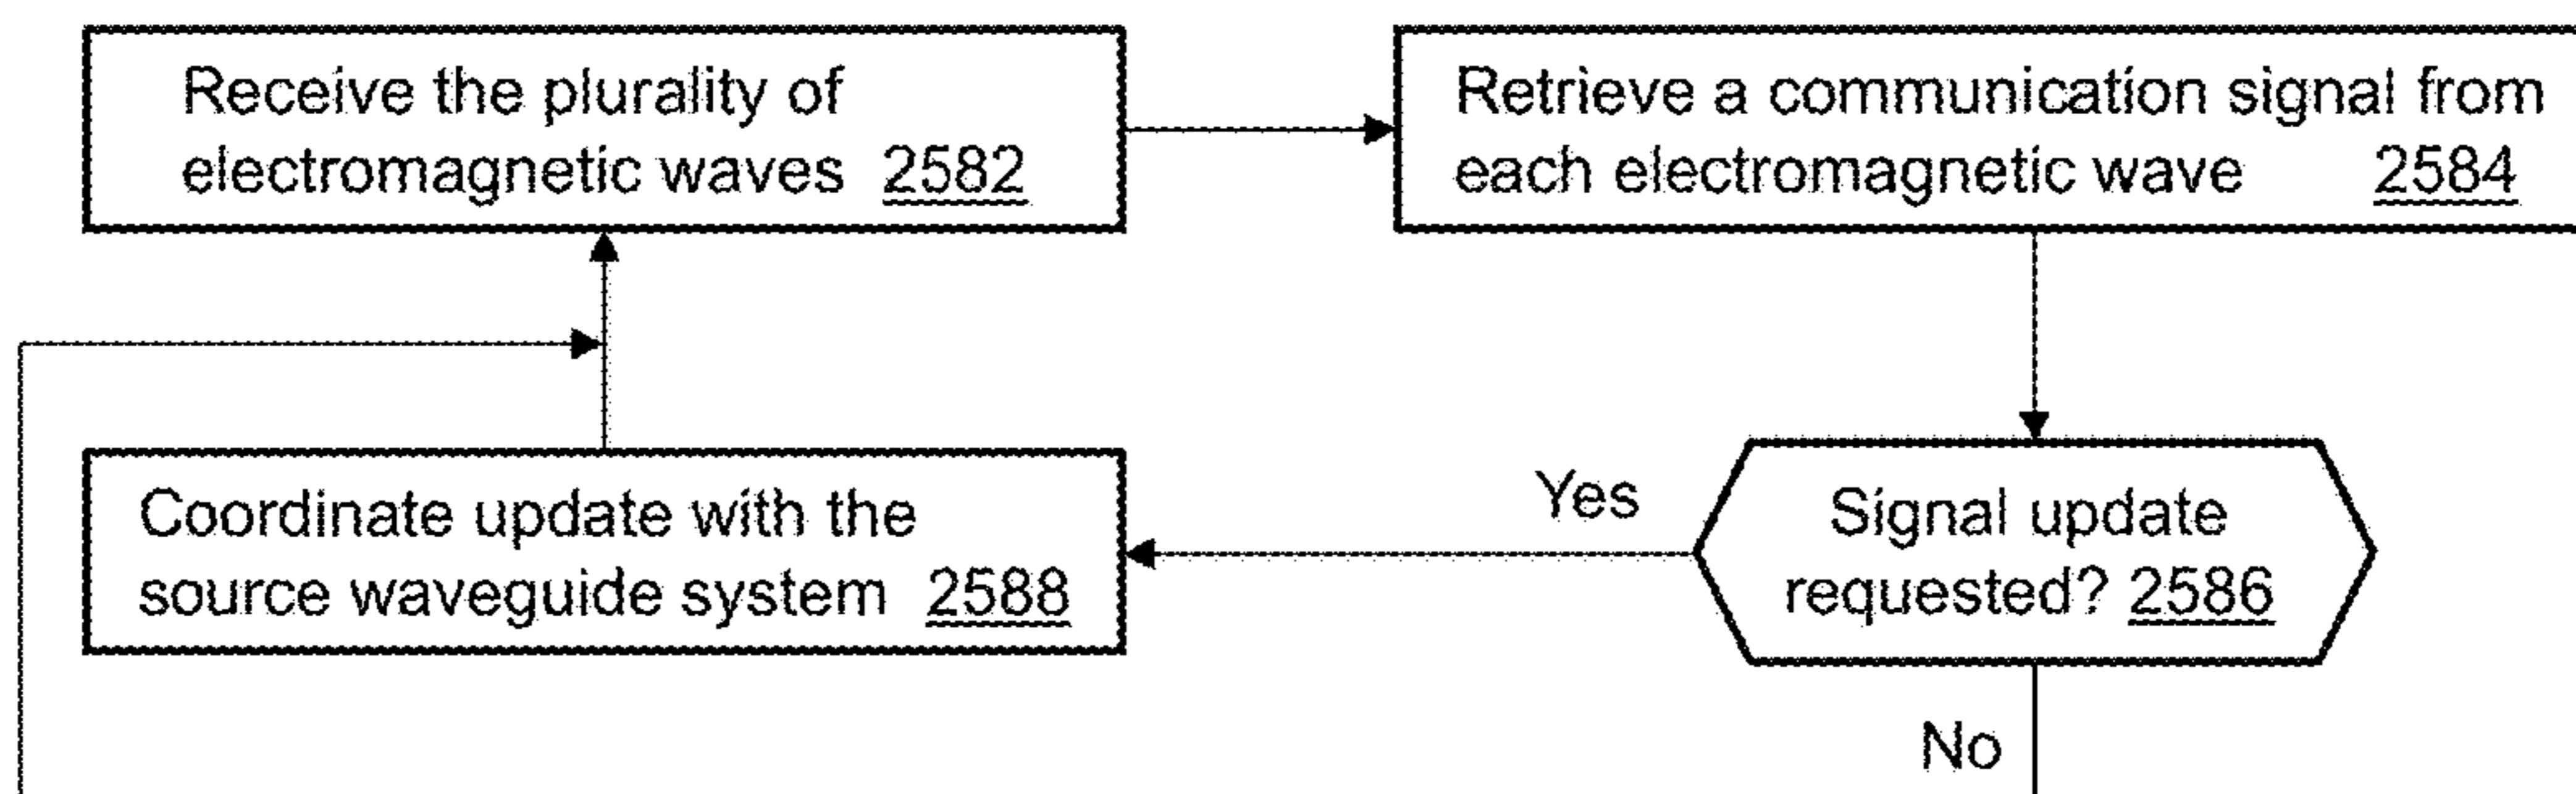 Receive the plurality of
electromagnetic waves 2582
Retrieve a communication signal from
each electromagnetic wave 2584
Signal update
requested? 2586
Yes
Coordinate update with the
source waveguide system 2588
No